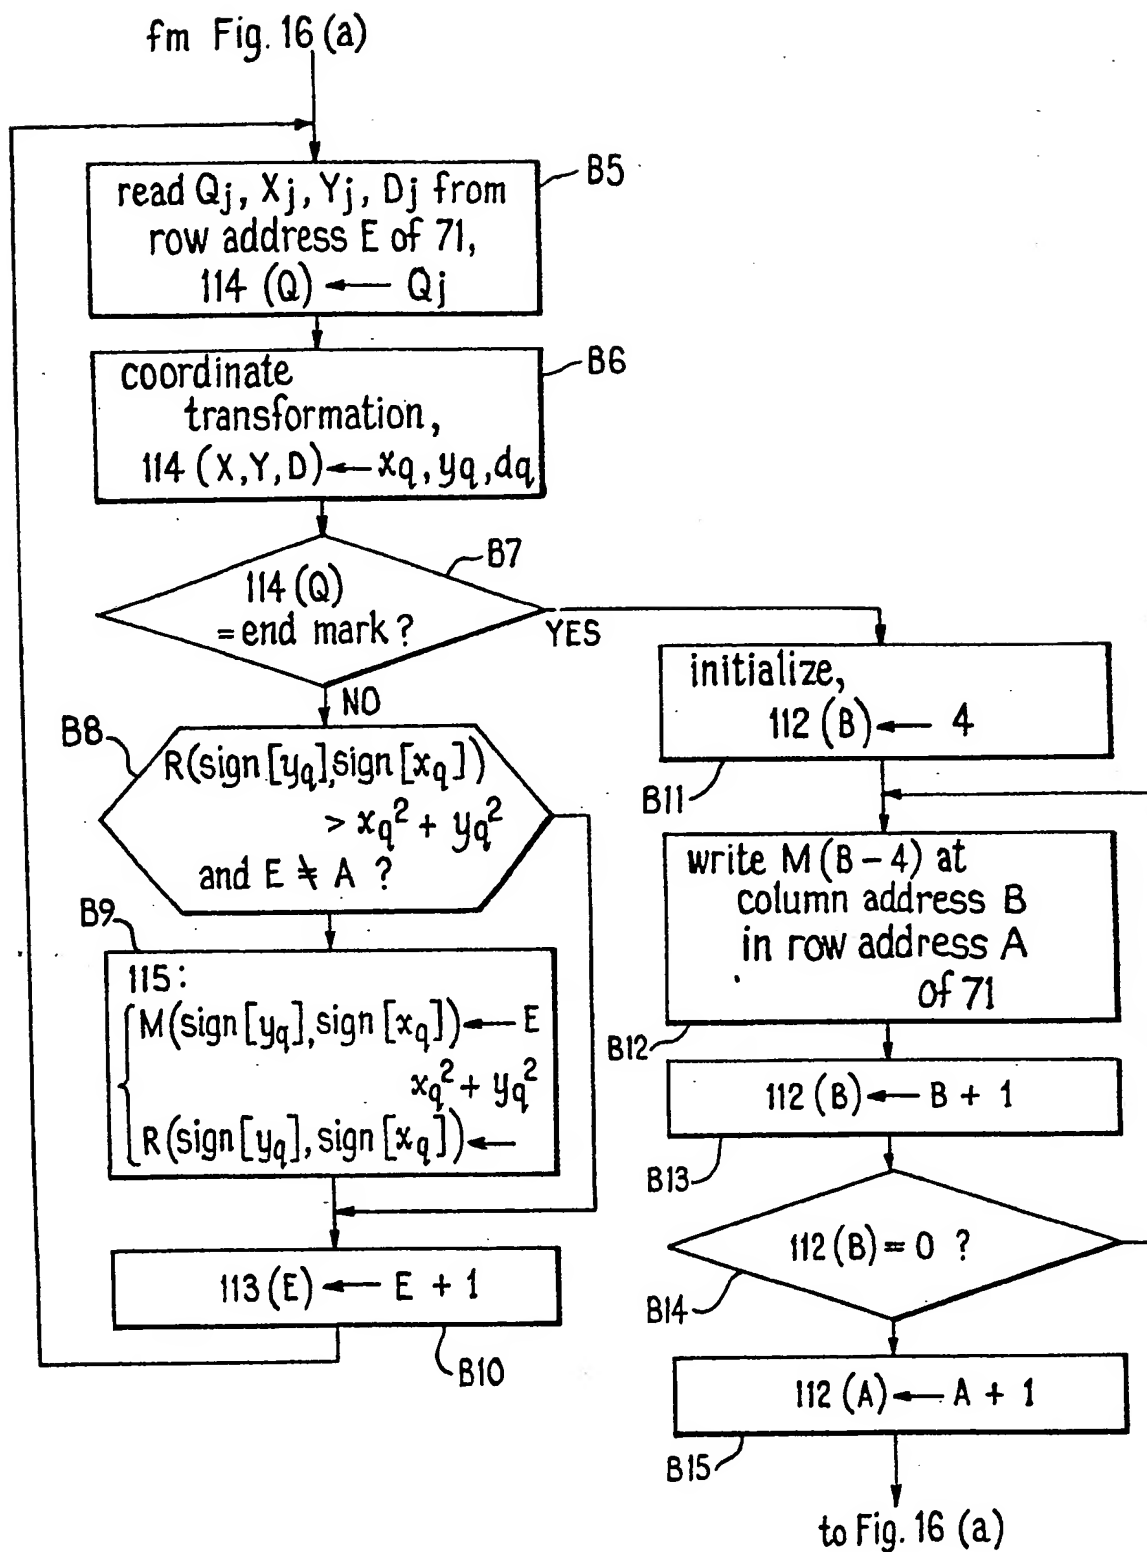 fm Fig. 16 (a)
read Qj, Xj, Yj, Dj from
row address E of 71,
114 (Q) ← Qj
B5
coordinate
transformation,
114 (X, Y, D) ← xq, yq, dq
B6
B7
114 (Q)
= end mark ?
YES
NO
B8
R(sign [yq], sign [xq])
> xq² + yq²
and E ≠ A ?
B9
115:
M(sign [yq], sign [xq]) ← E
xq² + yq²
R(sign [yq], sign [xq]) ←
113 (E) ← E + 1
B10
initialize,
112 (B) ← 4
B11
write M (B - 4) at
column address B
in row address A
of 71
B12
112 (B) ← B + 1
B13
112 (B) = 0 ?
B14
112 (A) ← A + 1
B15
to Fig. 16 (a)